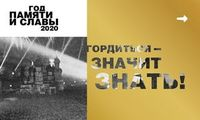 ГОД
ПАМЯТИ
И СЛАВЫ
2020
ГОРДИТЬСЯ –
ЗНАЧИТ
ЗНАТЬ!